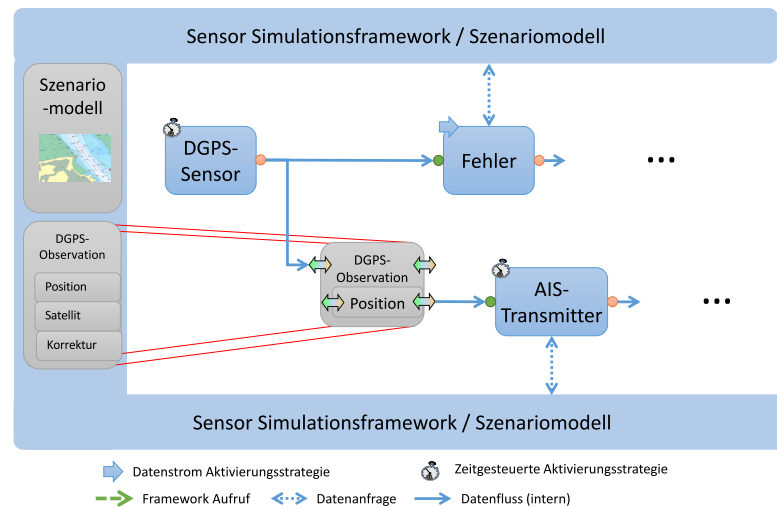 Sensor Simulationsframework / Szenariomodell
Szenario
-modell
DGPS-
Sensor
Fehler
...
DGPS-
Observation
Position
Satellit
Korrektur
DGPS-
Observation
Position
AIS-
Transmitter
...
Sensor Simulationsframework / Szenariomodell
Datenstrom Aktivierungsstrategie
Zeitgesteuerte Aktivierungsstrategie
Framework Aufruf
Datenanfrage
Datenfluss (intern)